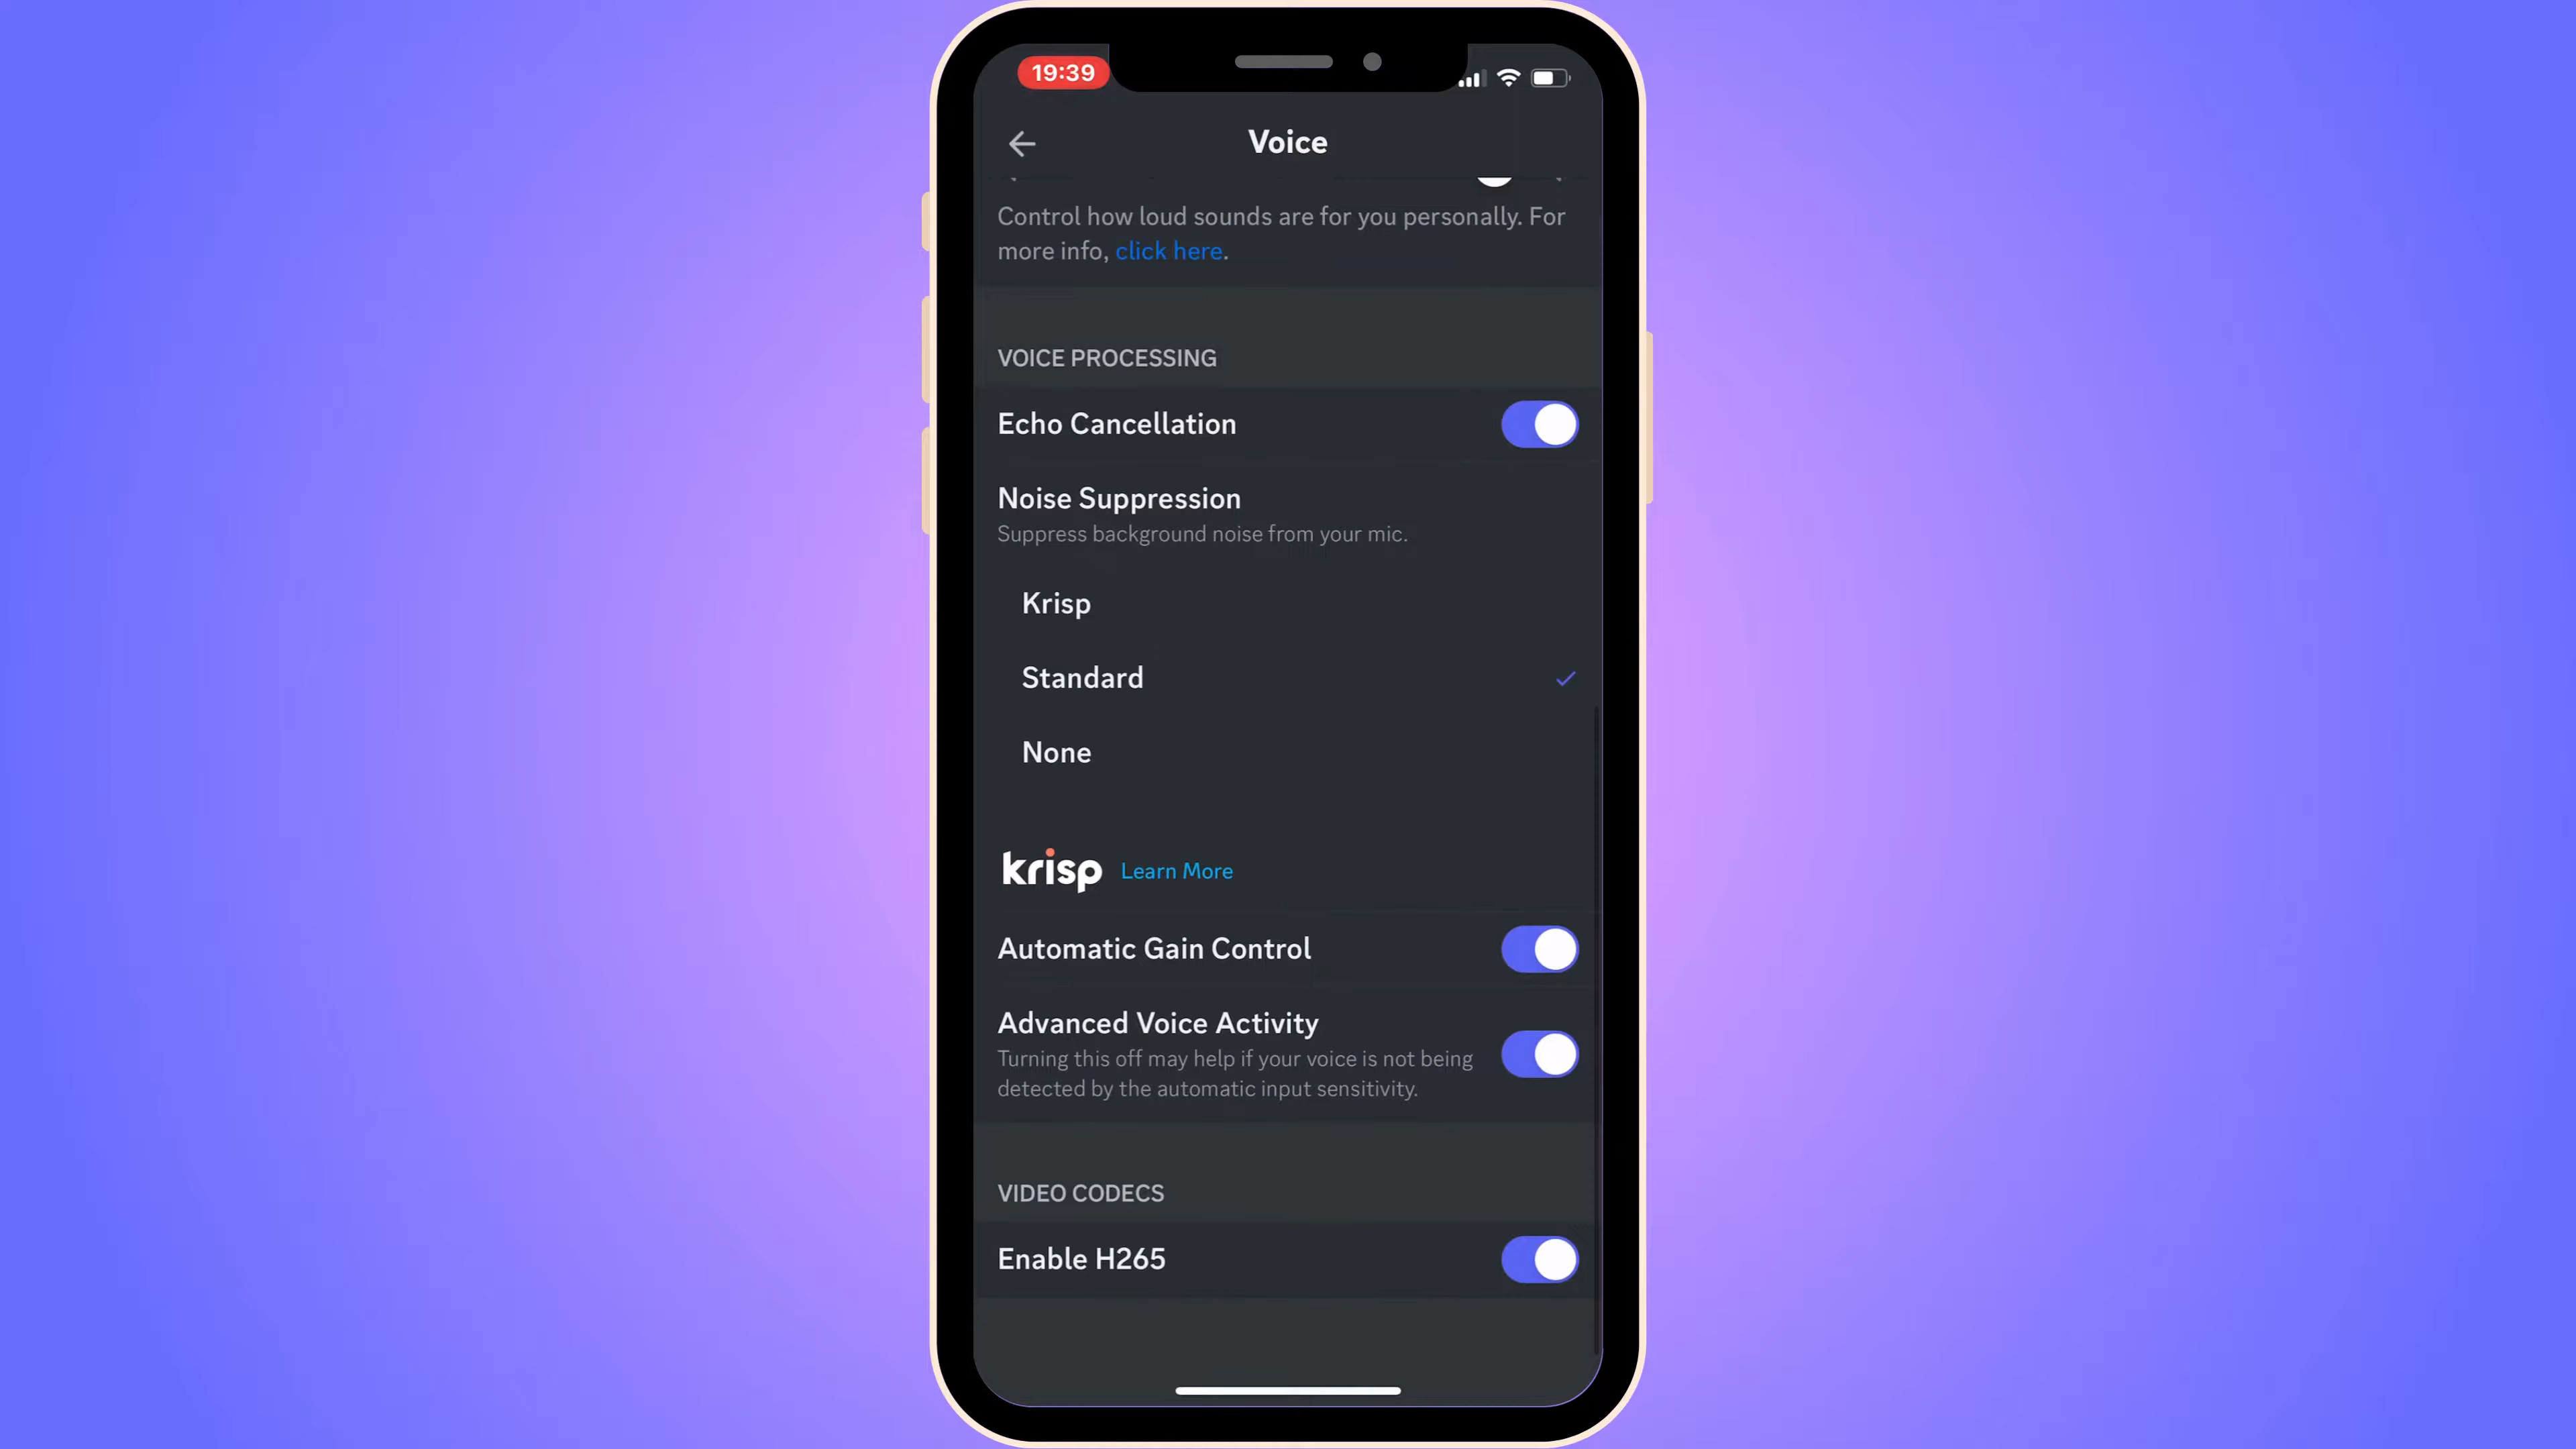 19:39
Voice
Control how loud sounds are for you personally. For
more info, click here.
VOICE PROCESSING
Echo Cancellation
Noise Suppression
Suppress background noise from your mic.
Krisp
Standard
None
krisp Learn More
Automatic Gain Control
Advanced Voice Activity
Turning this off may help if your voice is not being
detected by the automatic input sensitivity.
VIDEO CODECS
Enable H265